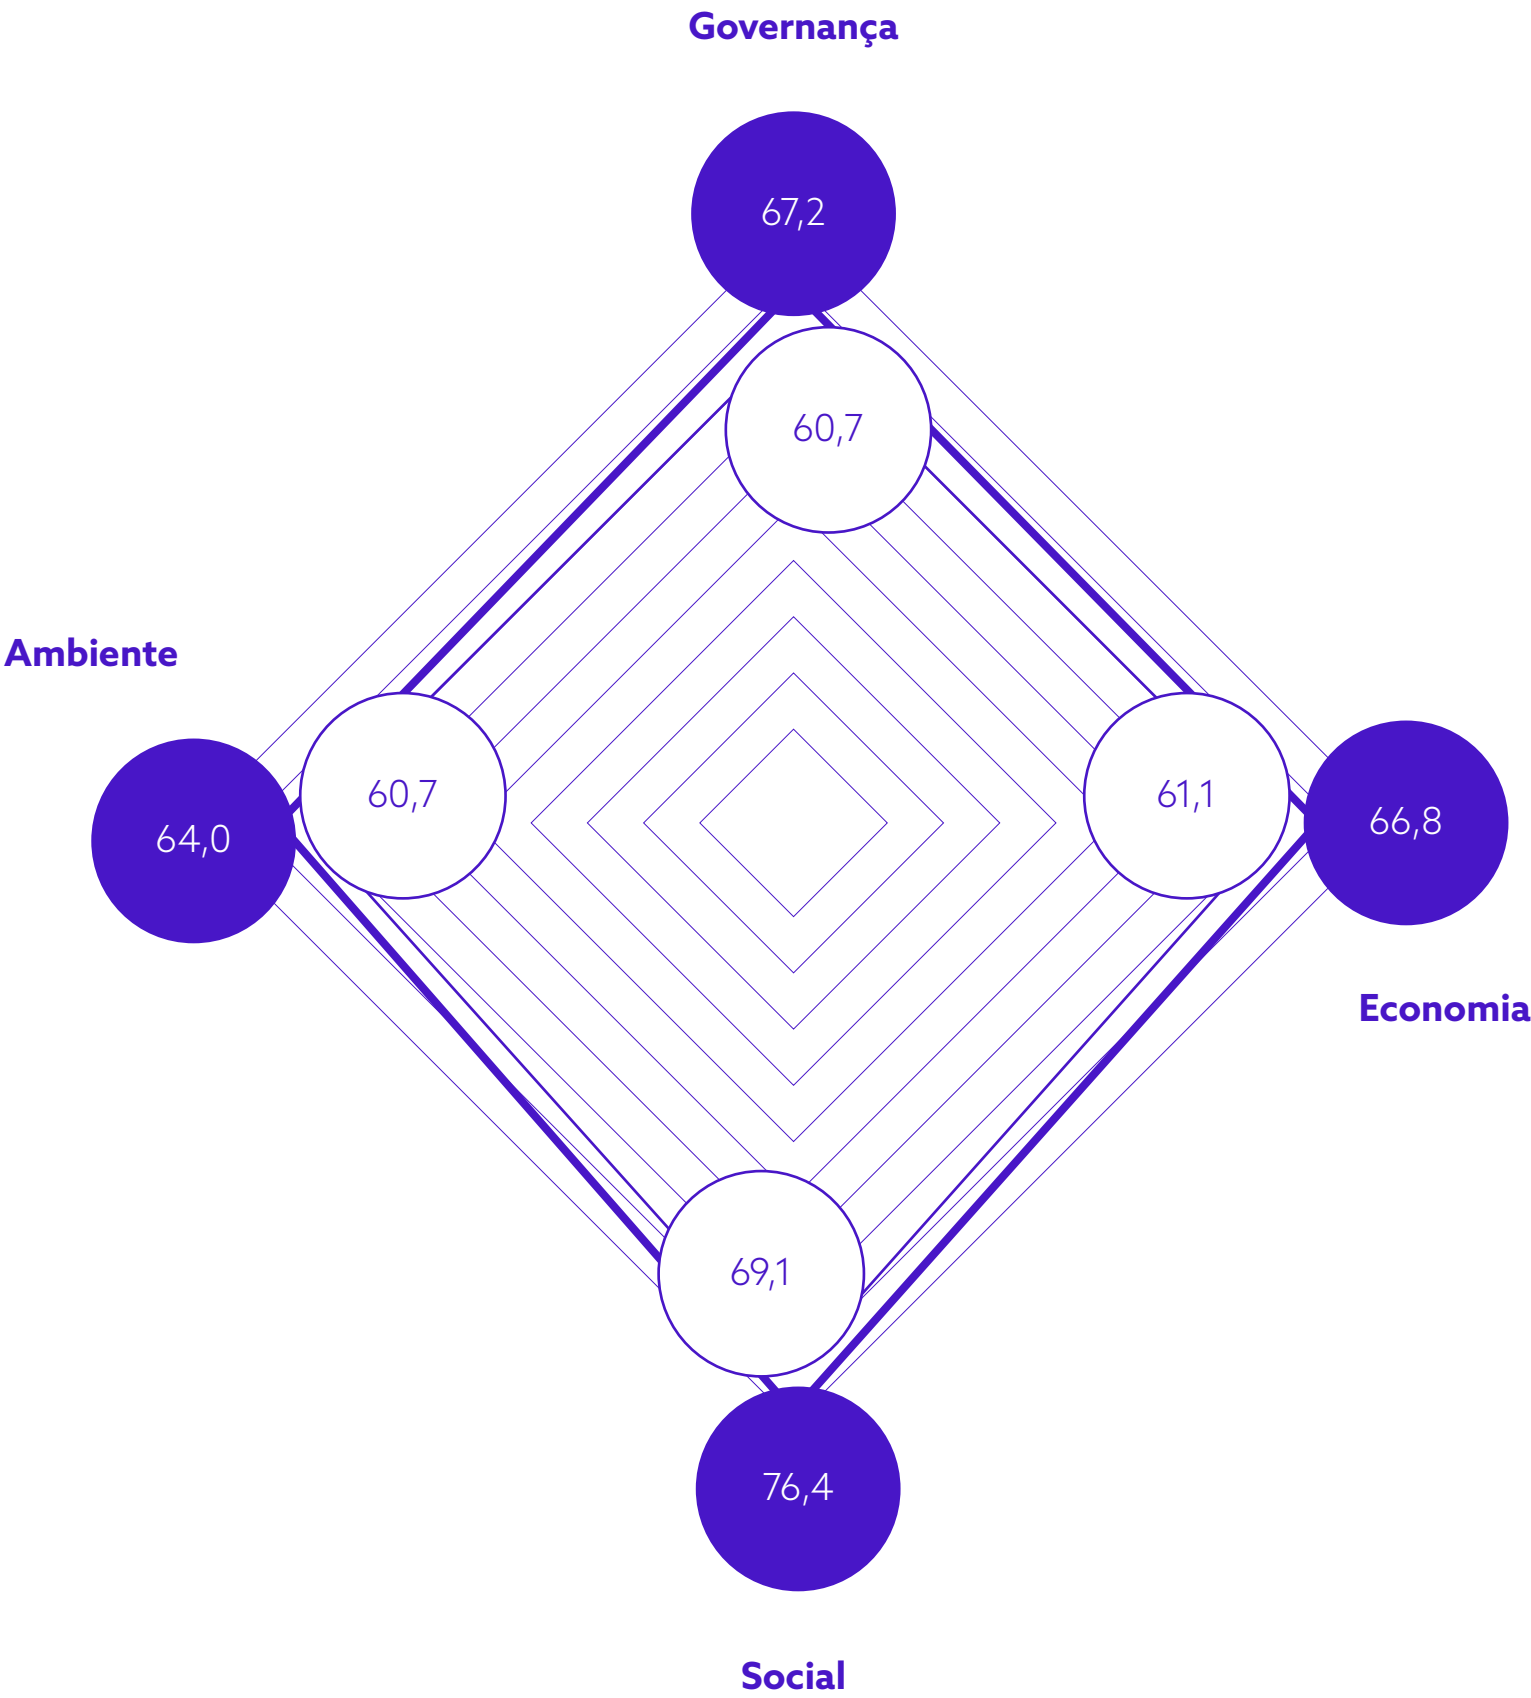 Governança
67,2
60,7
Ambiente
60,7
61,1
64,0
66,8
Economia
69,1
76,4
Social